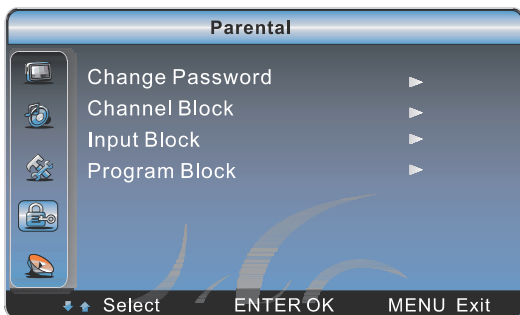 Parental
Change Password
Channel Block
Input Block
Program Block
Select ENTER OK MENU Exit